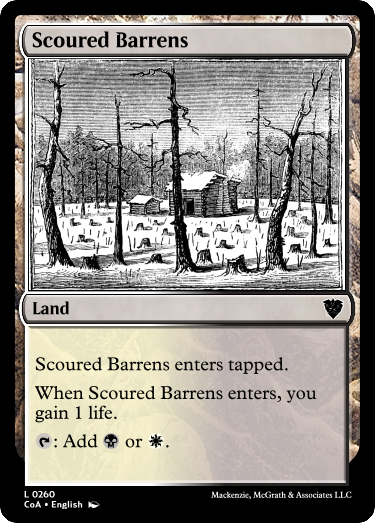 Scoured Barrens
Land
Scoured Barrens enters tapped.
When Scoured Barrens enters, you
gain 1 life.
: Add or .
L 0260
CoA • English
Mackenzie, McGrath & Associates LLC